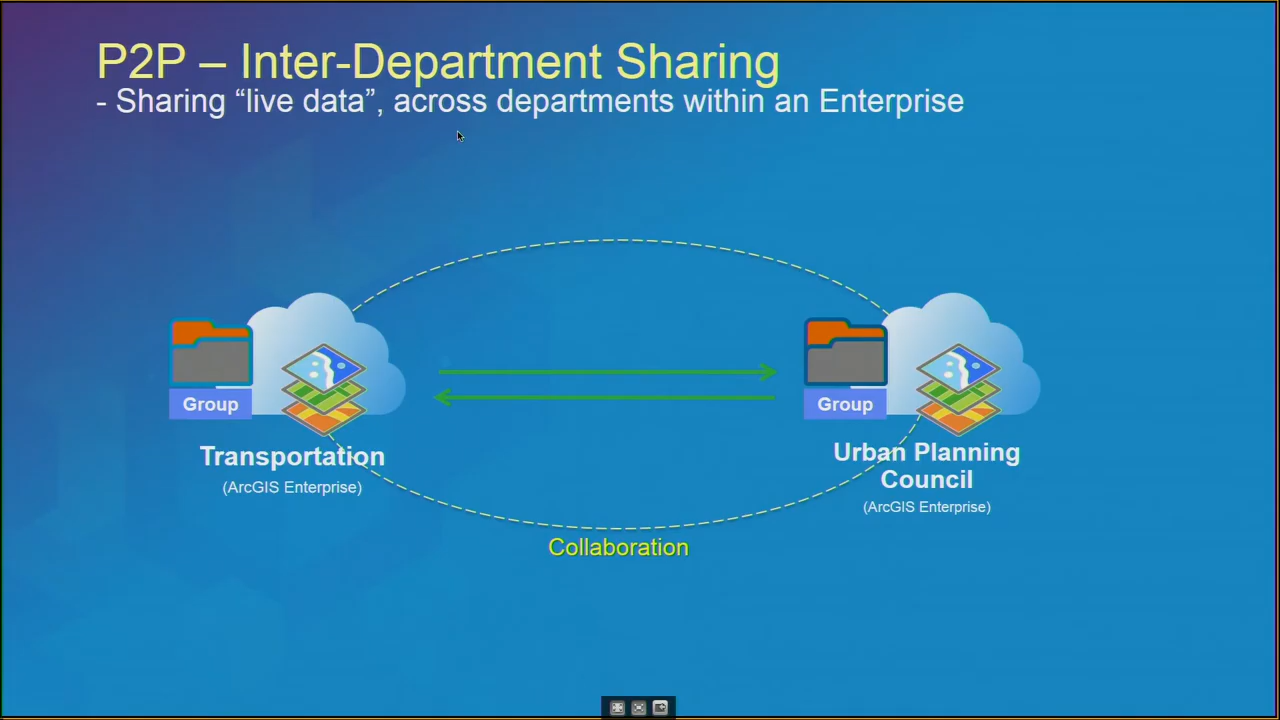 P2P – Inter-Department Sharing
- Sharing “live data”, across departments within an Enterprise
Group
Transportation
(ArcGIS Enterprise)
Group
Urban Planning
Council
(ArcGIS Enterprise)
Collaboration